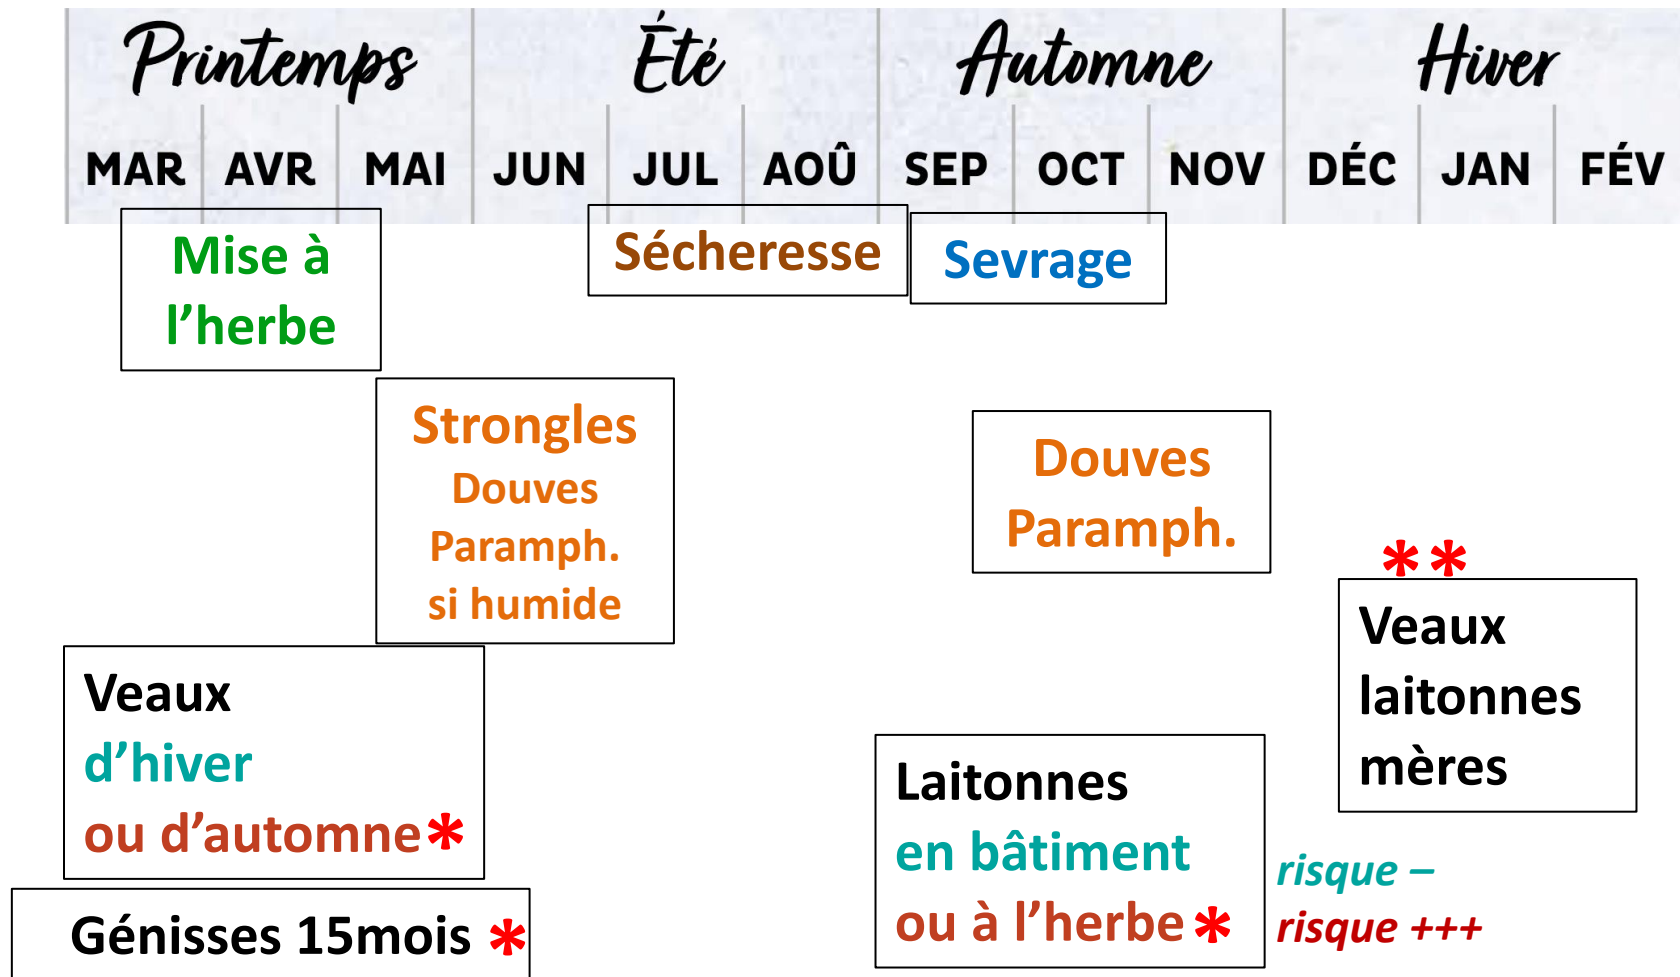 Printemps Été Automne Hiver
MAR AVR MAI JUN JUL AOÛ SEP OCT NOV DÉC JAN FÉV
Mise à
l’herbe
Sécheresse
Sevrage
Strongles
Douves
Paramph.
si humide
Douves
Paramph.
**
Veaux
laitonnes
mères
Veaux
d’hiver
ou d’automne*
Génisses 15mois *
Laitonnes
en bâtiment
ou à l’herbe*
risque –
risque +++